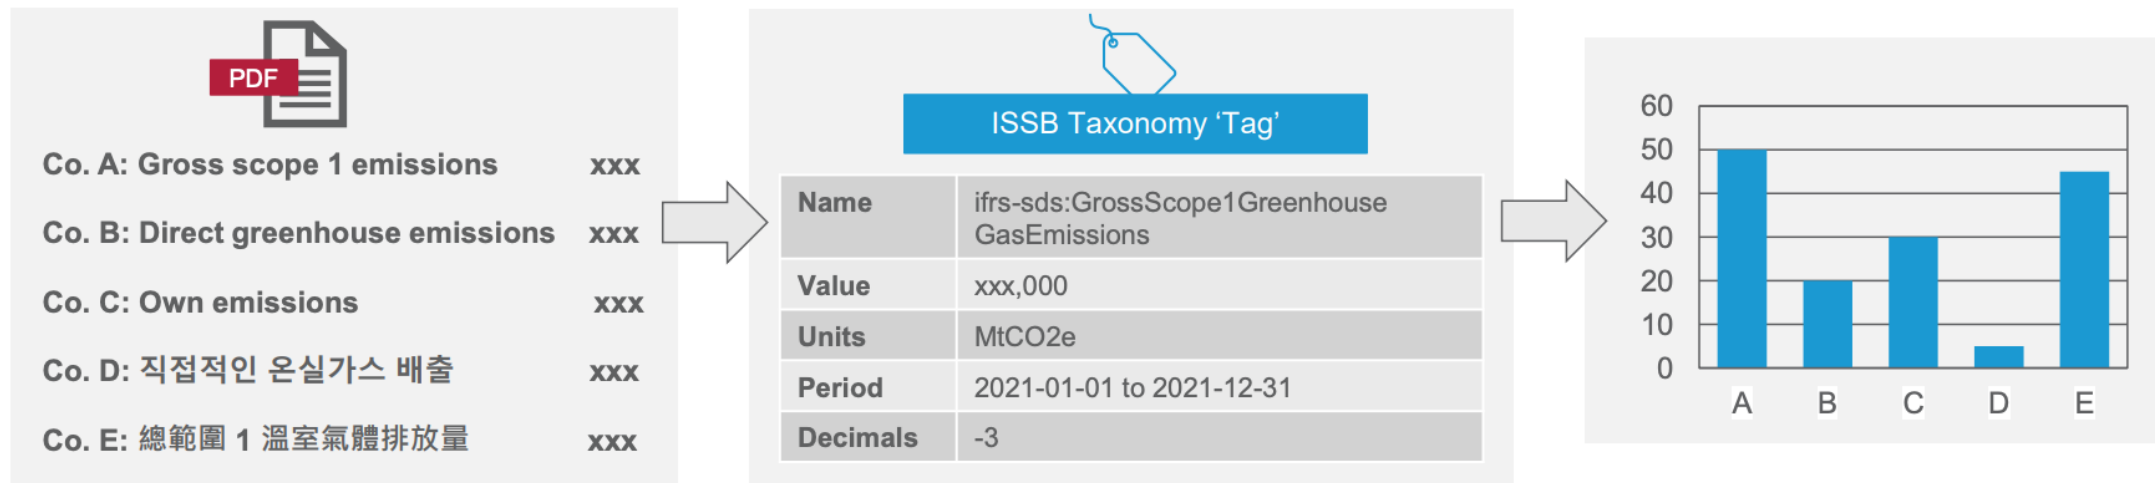 PDF
Co. A: Gross scope 1 emissions xxx
Co. B: Direct greenhouse emissions xxx
Co. C: Own emissions xxx
Co. D: 직접적인 온실가스 배출 xxx
Co. E: 總範圍 1 溫室氣體排放量 xxx
ISSB Taxonomy ‘Tag’
Name ifrs-sds:GrossScope1Greenhouse
GasEmissions
Value xxx,000
Units MtCO2e
Period 2021-01-01 to 2021-12-31
Decimals -3
60
50
40
30
20
10
0
A B C D E